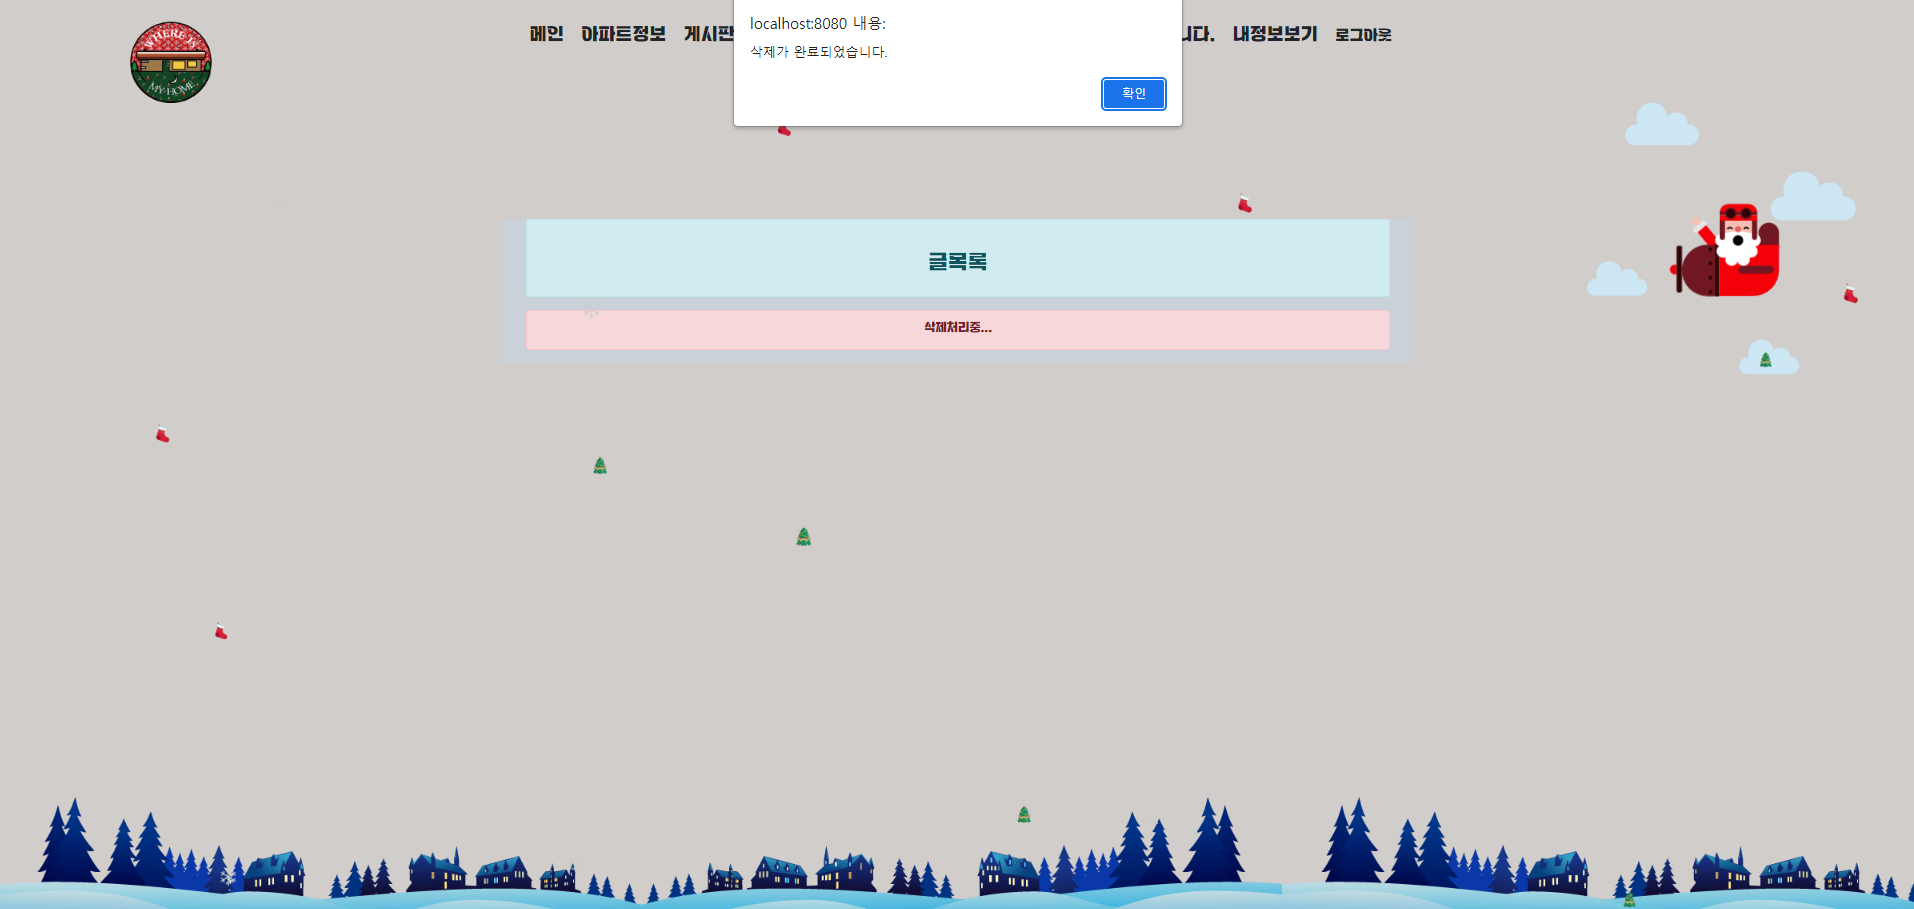 WHERE IS
MY HOME
메인 아파트정보 게시판
니다. 내정보보기 로그아웃
localhost:8080 내용:
삭제가 완료되었습니다.
확인
글목록
삭제처리중...